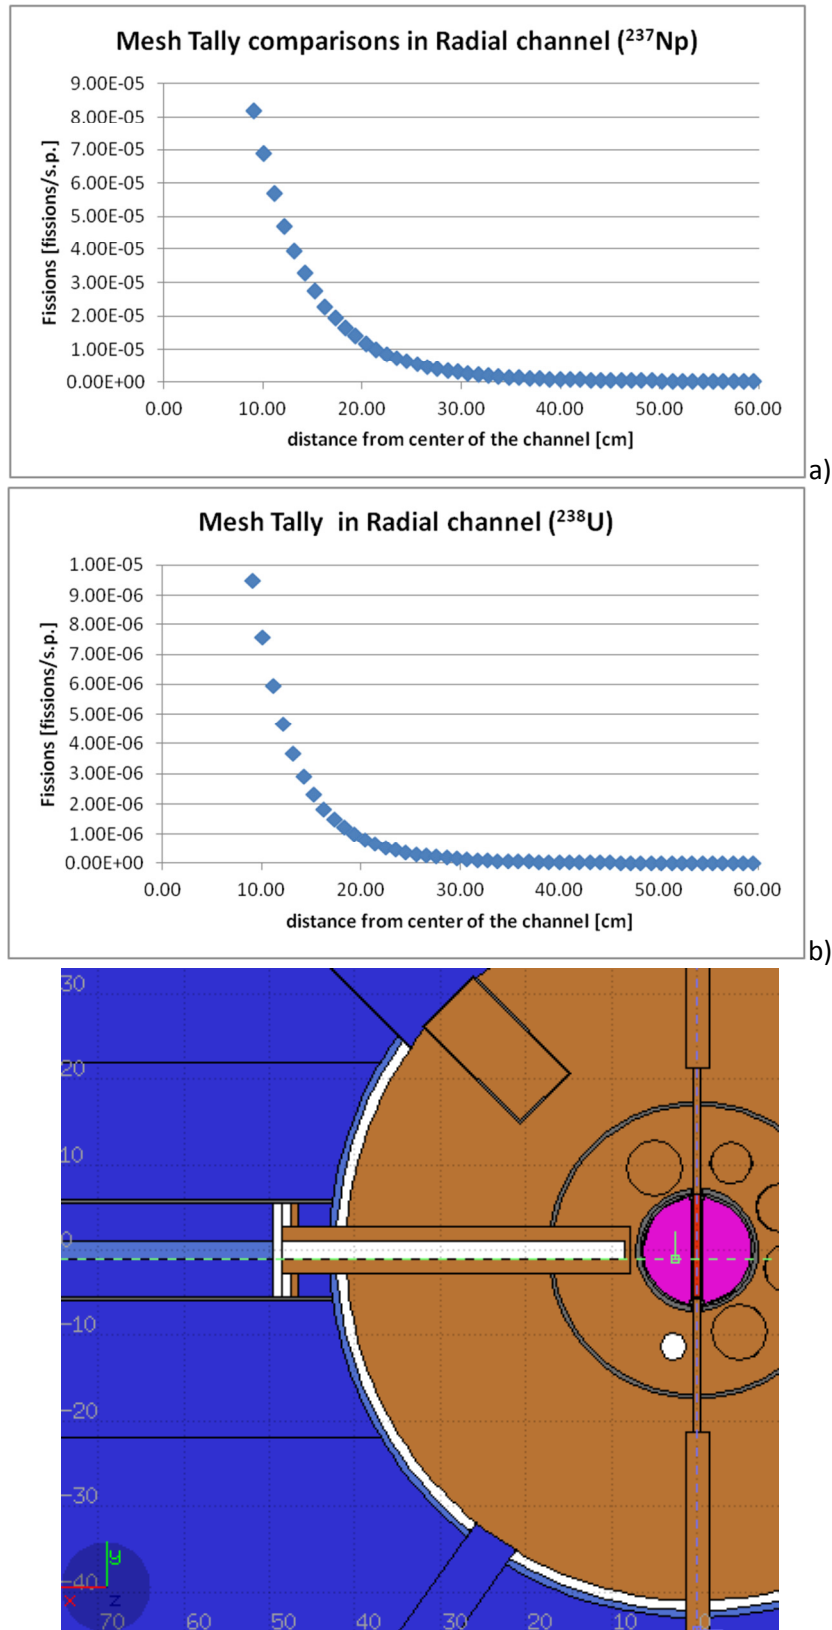 Mesh Tally comparisons in Radial channel (²³⁷Np)
9.00E-05
8.00E-05
7.00E-05
6.00E-05
5.00E-05
4.00E-05
3.00E-05
2.00E-05
1.00E-05
0.00E+00
Fissions [fissions/s.p.]
0.00 10.00 20.00 30.00 40.00 50.00 60.00
distance from center of the channel [cm]
a)
Mesh Tally in Radial channel (²³⁸U)
1.00E-05
9.00E-06
8.00E-06
7.00E-06
6.00E-06
5.00E-06
4.00E-06
3.00E-06
2.00E-06
1.00E-06
0.00E+00
Fissions [fissions/s.p.]
0.00 10.00 20.00 30.00 40.00 50.00 60.00
distance from center of the channel [cm]
b)
30
20
10
0
-10
-20
-30
-40
y
x z
70 60 50 40 30 20 10 0